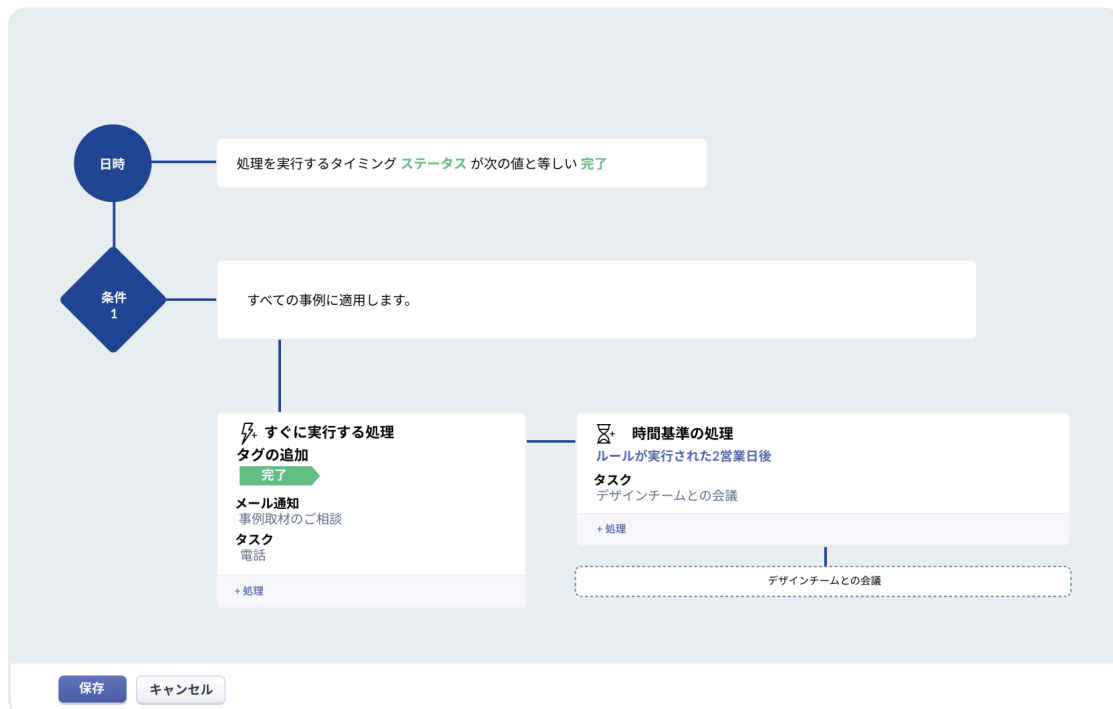 日時
処理を実行するタイミング ステータス が次の値と等しい 完了
条件
1
すべての事例に適用します。
すぐに実行する処理
タグの追加
完了
メール通知
事例取材のご相談
タスク
電話
+ 処理
時間基準の処理
ルールが実行された2営業日後
タスク
デザインチームとの会議
+ 処理
デザインチームとの会議
保存
キャンセル